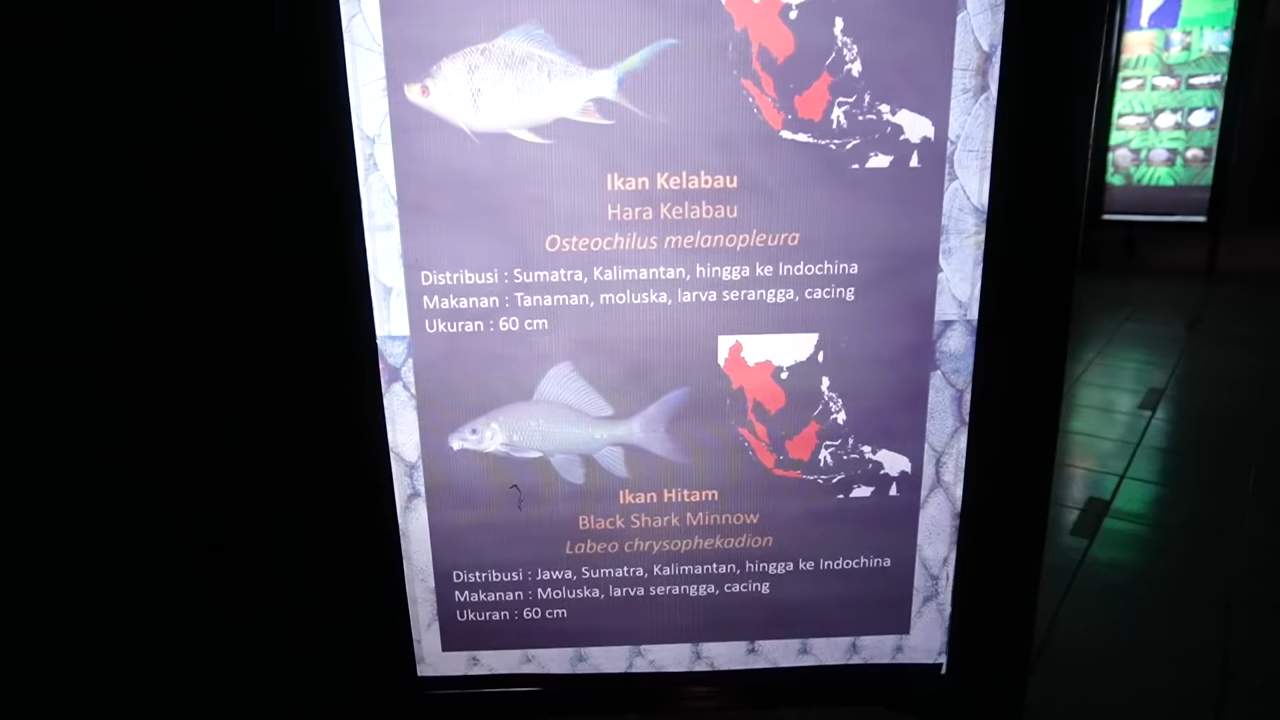 Ikan Kelabau
Hara Kelabau
Osteochilus melanopleura
Distribusi : Sumatra, Kalimantan, hingga ke Indochina
Makanan : Tanaman, moluska, larva serangga, cacing
Ukuran : 60 cm
Ikan Hitam
Black Shark Minnow
Labeo chrysophekadion
Distribusi : Jawa, Sumatra, Kalimantan, hingga ke Indochina
Makanan : Moluska, larva serangga, cacing
Ukuran : 60 cm